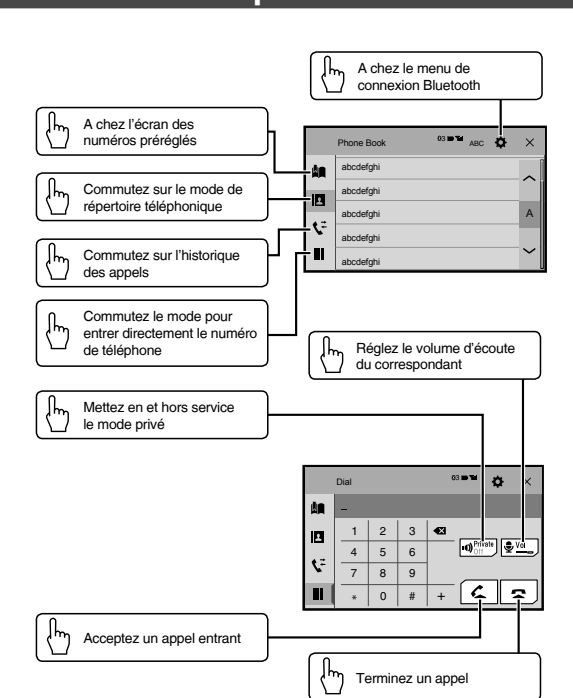 A chez le menu de
connexion Bluetooth
A chez l'écran des
numéros préréglés
Commutez sur le mode de
répertoire téléphonique
Commutez sur l'historique
des appels
Commutez le mode pour
entrer directement le numéro
de téléphone
Phone Book 03 ABC
abcdefghi
abcdefghi
abcdefghi
A
abcdefghi
abcdefghi
Réglez le volume d'écoute
du correspondant
Mettez en et hors service
le mode privé
Dial 03
1 2 3
4 5 6
7 8 9
* 0 # +
Private
Off
Vol
Acceptez un appel entrant
Terminez un appel